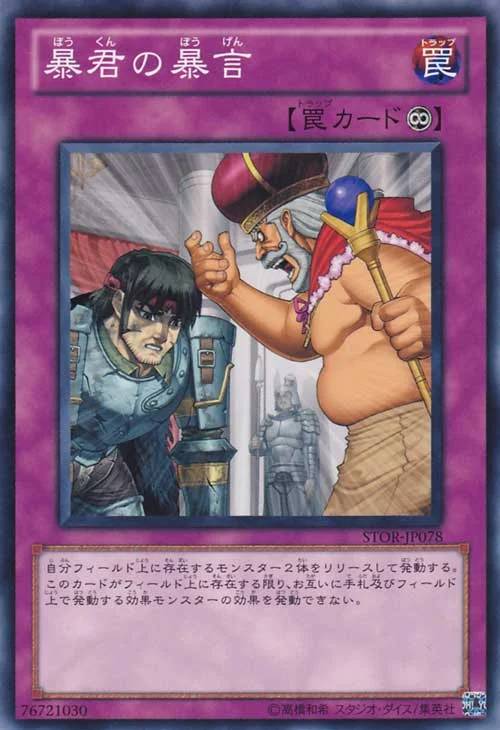 暴君の暴言
罠
【罠カード】
STOR-JP078
自分フィールド上に存在するモンスター2体をリリースして発動する。
このカードがフィールド上に存在する限り、お互いに手札及びフィールド
上で発動する効果モンスターの効果を発動できない。
76721030
©高橋和希 スタジオ・ダイス/集英社